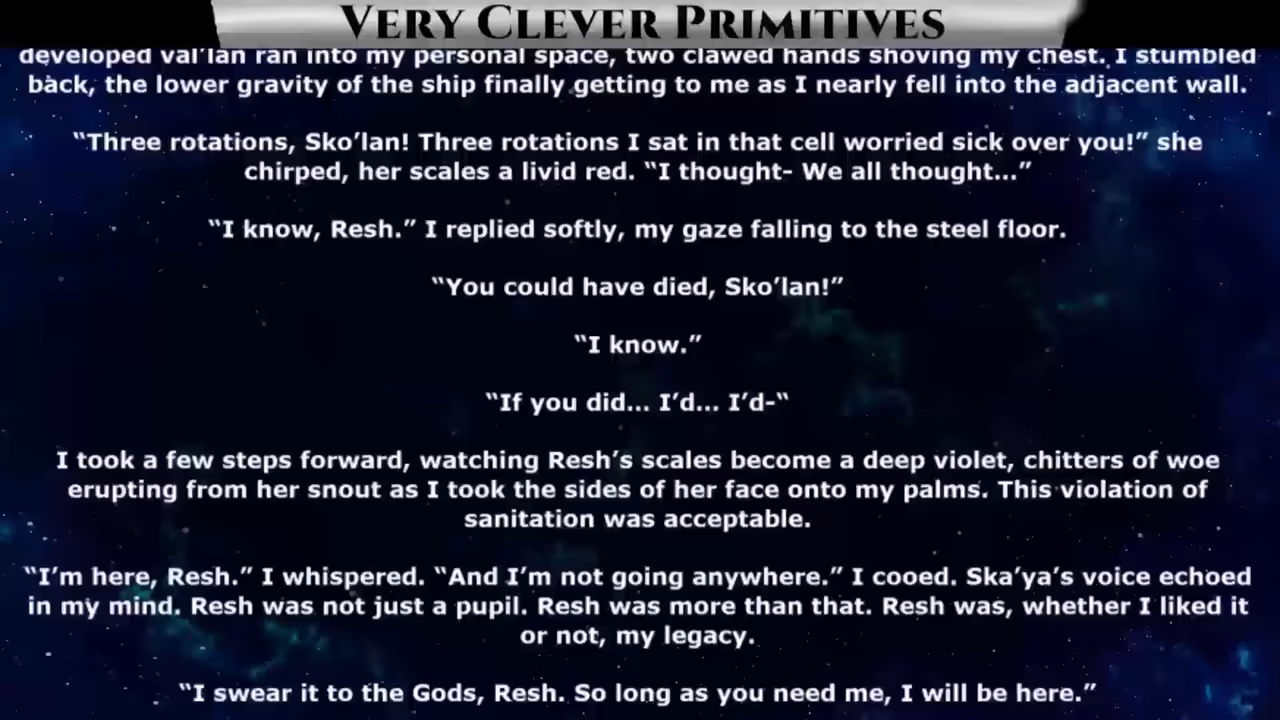 VERY CLEVER PRIMITIVES
developed val’lan ran into my personal space, two clawed hands shoving my chest. I stumbled
back, the lower gravity of the ship finally getting to me as I nearly fell into the adjacent wall.
“Three rotations, Sko’lan! Three rotations I sat in that cell worried sick over you!” she
chirped, her scales a livid red. “I thought- We all thought...”
“I know, Resh.” I replied softly, my gaze falling to the steel floor.
“You could have died, Sko’lan!”
“I know.”
“If you did... I’d... I’d-“
I took a few steps forward, watching Resh’s scales become a deep violet, chitters of woe
erupting from her snout as I took the sides of her face onto my palms. This violation of
sanitation was acceptable.
“I’m here, Resh.” I whispered. “And I’m not going anywhere.” I cooed. Ska’ya’s voice echoed
in my mind. Resh was not just a pupil. Resh was more than that. Resh was, whether I liked it
or not, my legacy.
“I swear it to the Gods, Resh. So long as you need me, I will be here.”